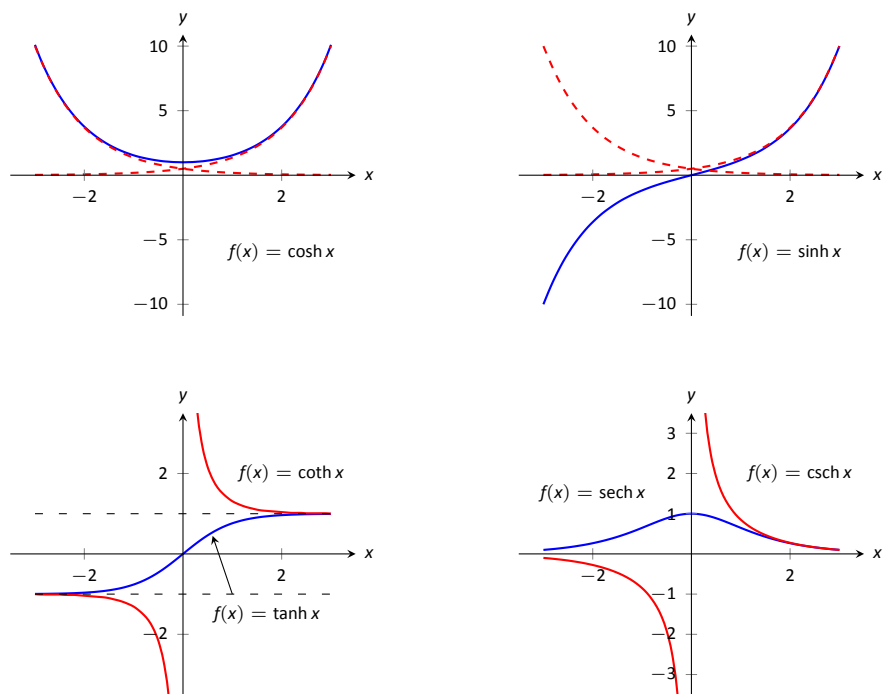 y
10
5
x
−2
2
−5
f(x) = cosh x
−10
y
10
5
x
−2
2
−5
f(x) = sinh x
−10
y
2
f(x) = coth x
x
−2
2
f(x) = tanh x
−2
y
3
2
f(x) = csch x
f(x) = sech x
1
x
−2
2
−1
−2
−3